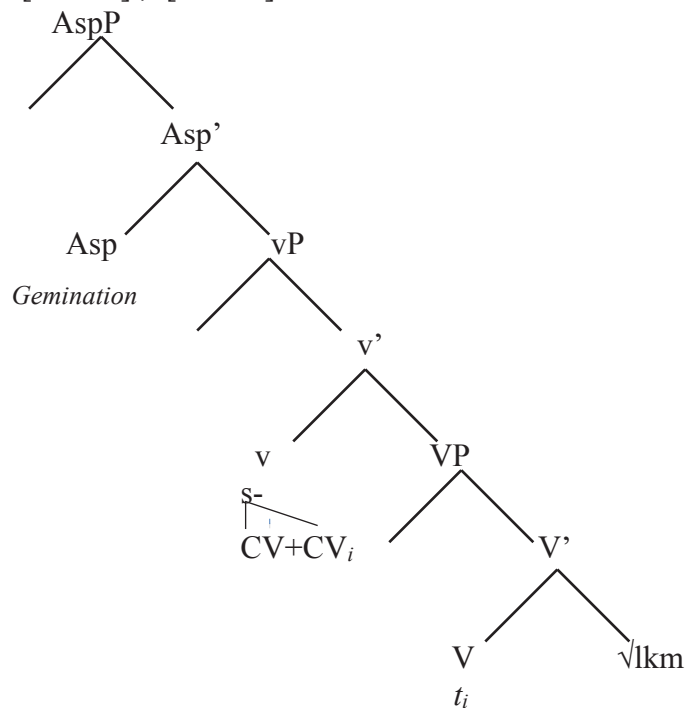 AspP
Asp’
Asp vP
Gemination
v’
v VP
s-
CV+CVi V’
V √lkm
ti